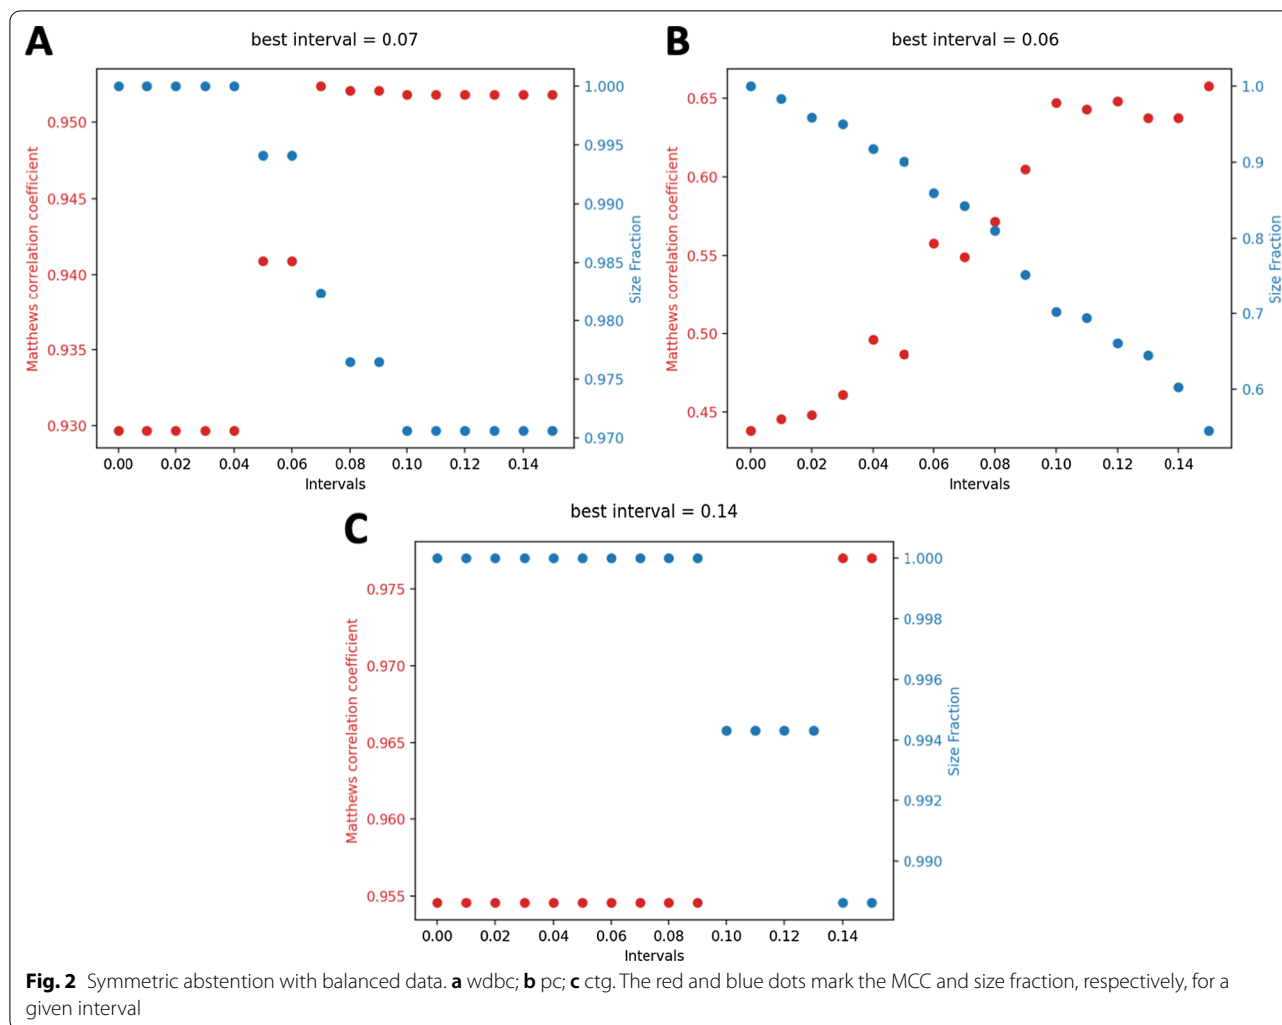 A
best interval = 0.07
Matthews correlation coefficient
0.950
0.945
0.940
0.935
0.930
1.000
0.995
0.990
0.985
0.980
0.975
0.970
Size Fraction
0.00 0.02 0.04 0.06 0.08 0.10 0.12 0.14
Intervals
B
best interval = 0.06
Matthews correlation coefficient
0.65
0.60
0.55
0.50
0.45
1.0
0.9
0.8
0.7
0.6
Size Fraction
0.00 0.02 0.04 0.06 0.08 0.10 0.12 0.14
Intervals
C
best interval = 0.14
Matthews correlation coefficient
0.975
0.970
0.965
0.960
0.955
1.000
0.998
0.996
0.994
0.992
0.990
Size Fraction
0.00 0.02 0.04 0.06 0.08 0.10 0.12 0.14
Intervals
Fig. 2 Symmetric abstention with balanced data. a wdbc; b pc; c ctg. The red and blue dots mark the MCC and size fraction, respectively, for a
given interval